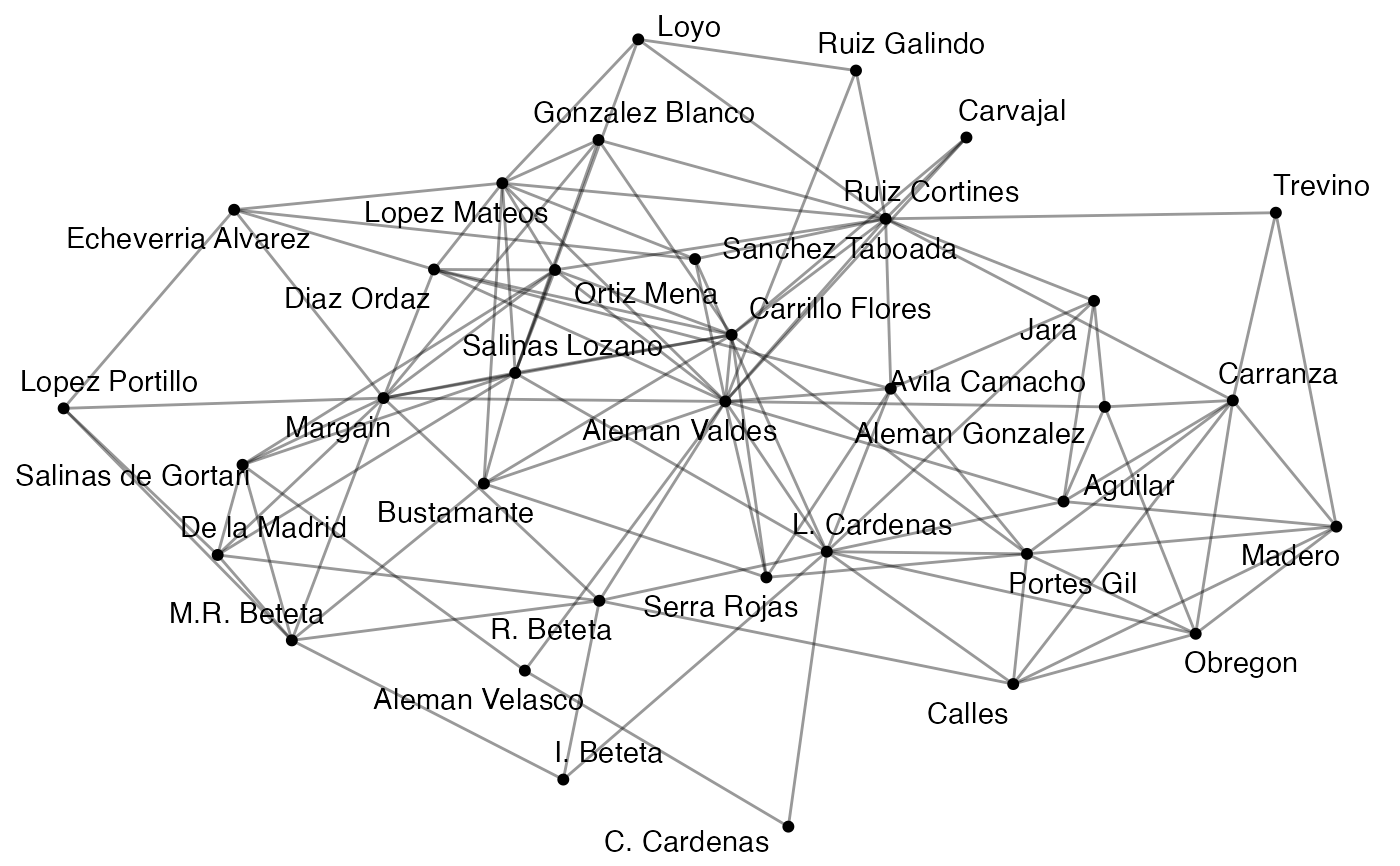 Loyo
Ruiz Galindo
Gonzalez Blanco
Carvajal
Trevino
Ruiz Cortines
Lopez Mateos
Echeverria Alvarez
Sanchez Taboada
Diaz Ordaz
Ortiz Mena
Carrillo Flores
Jara
Salinas Lozano
Lopez Portillo
Avila Camacho
Carranza
Margain
Aleman Valdes
Aleman Gonzalez
Salinas de Gortari
Aguilar
Bustamante
De la Madrid
L. Cardenas
Madero
Portes Gil
M.R. Beteta
Serra Rojas
R. Beteta
Obregon
Aleman Velasco
Calles
I. Beteta
C. Cardenas